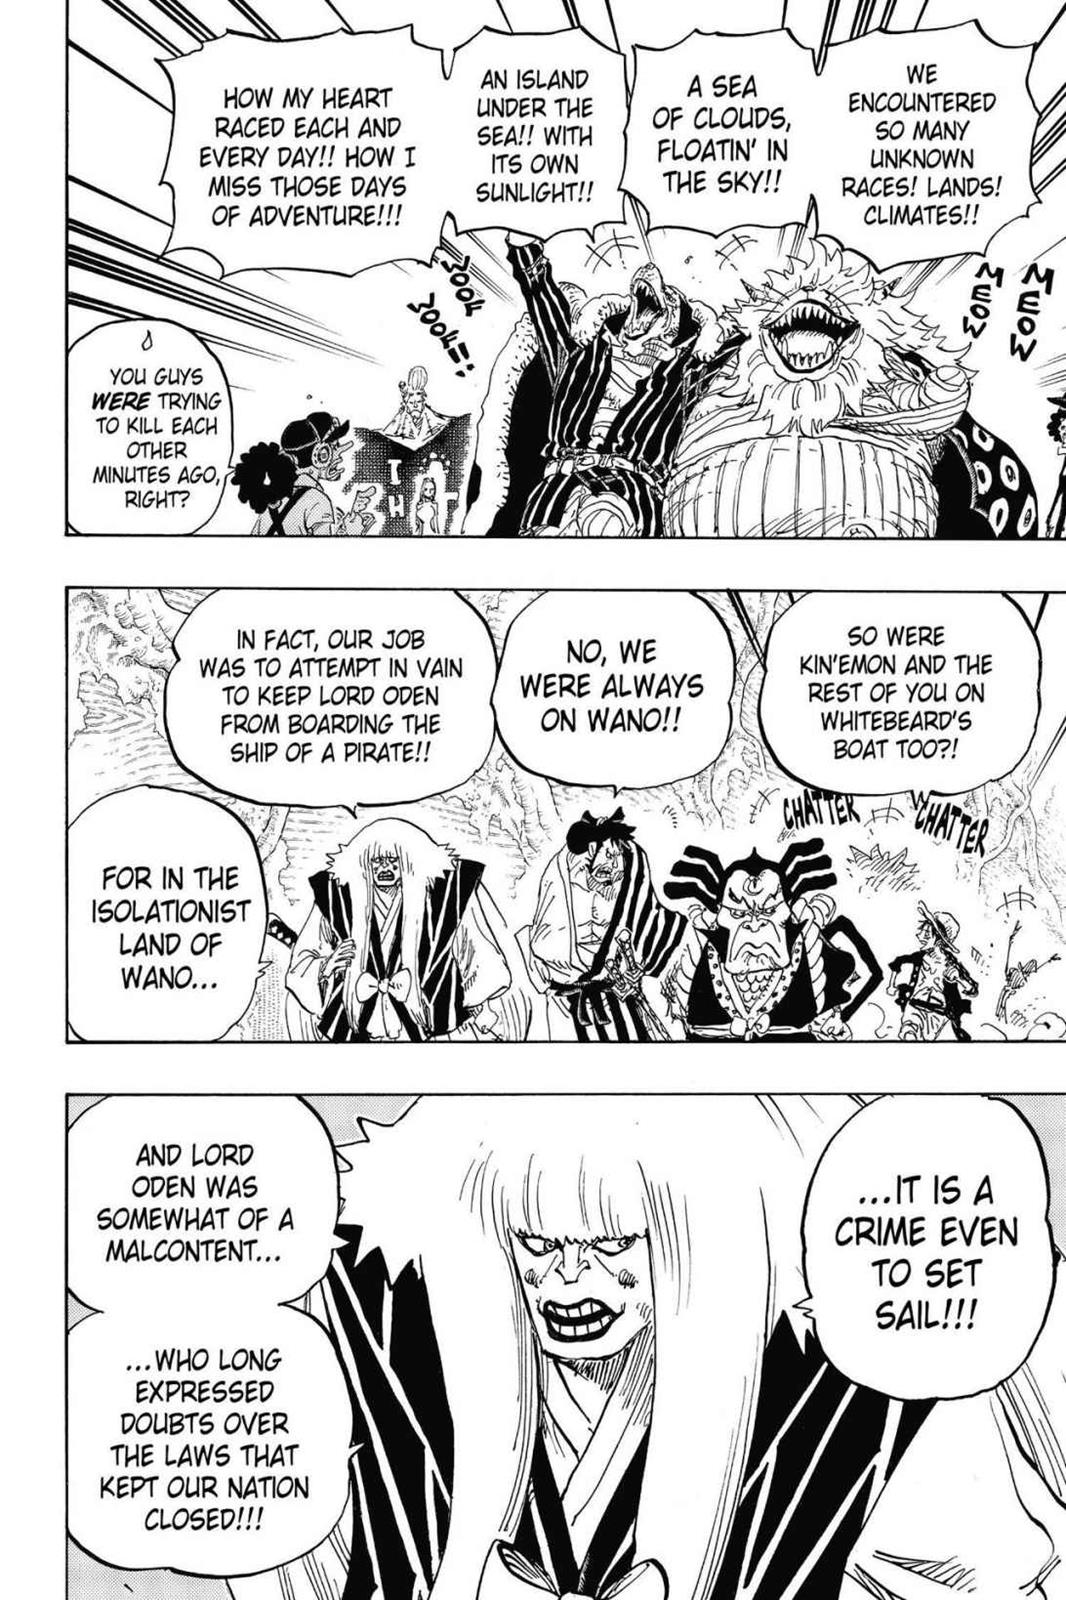 WE
ENCOUNTERED
SO MANY
UNKNOWN
RACES! LANDS!
CLIMATES!!
A SEA
OF CLOUDS,
FLOATIN' IN
THE SKY!!
AN ISLAND
UNDER THE
SEA!! WITH
ITS OWN
SUNLIGHT!!
HOW MY HEART
RACED EACH AND
EVERY DAY!! HOW I
MISS THOSE DAYS
OF ADVENTURE!!!
MEOW
MEOW
YOU GUYS
WERE TRYING
TO KILL EACH
OTHER
MINUTES AGO,
RIGHT?
SO WERE
KIN'EMON AND THE
REST OF YOU ON
WHITEBEARD'S
BOAT TOO?!
NO, WE
WERE ALWAYS
ON WANO!!
IN FACT, OUR JOB
WAS TO ATTEMPT IN VAIN
TO KEEP LORD ODEN
FROM BOARDING THE
SHIP OF A PIRATE!!
CHATTER
CHATTER
FOR IN THE
ISOLATIONIST
LAND OF
WANO...
...IT IS A
CRIME EVEN
TO SET
SAIL!!!
AND LORD
ODEN WAS
SOMEWHAT OF A
MALCONTENT...
...WHO LONG
EXPRESSED
DOUBTS OVER
THE LAWS THAT
KEPT OUR NATION
CLOSED!!!